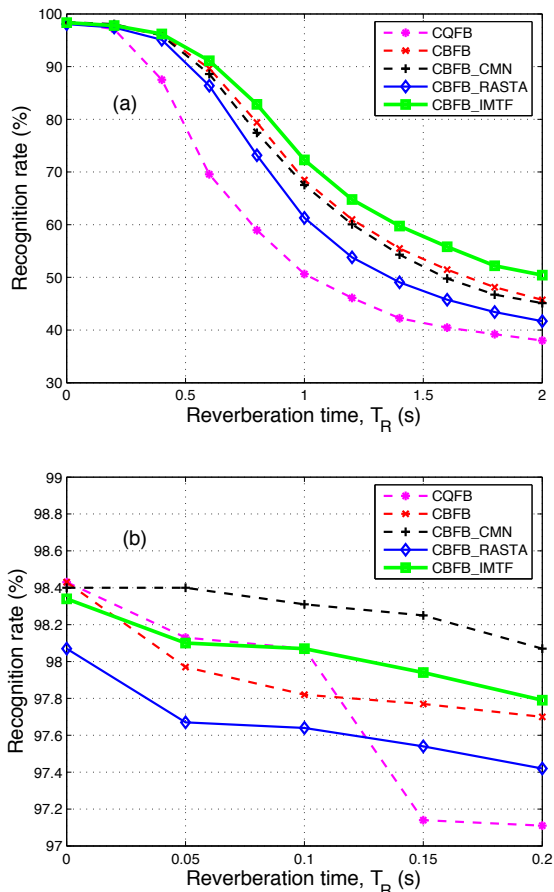 100
90
80
70
60
50
40
30
Recognition rate (%)
(a)
CQFB
CBFB
CBFB_CMN
CBFB_RASTA
CBFB_IMTF
0 0.5 1 1.5 2
Reverberation time, T_R (s)
99
98.8
98.6
98.4
98.2
98
97.8
97.6
97.4
97.2
97
Recognition rate (%)
(b)
CQFB
CBFB
CBFB_CMN
CBFB_RASTA
CBFB_IMTF
0 0.05 0.1 0.15 0.2
Reverberation time, T_R (s)